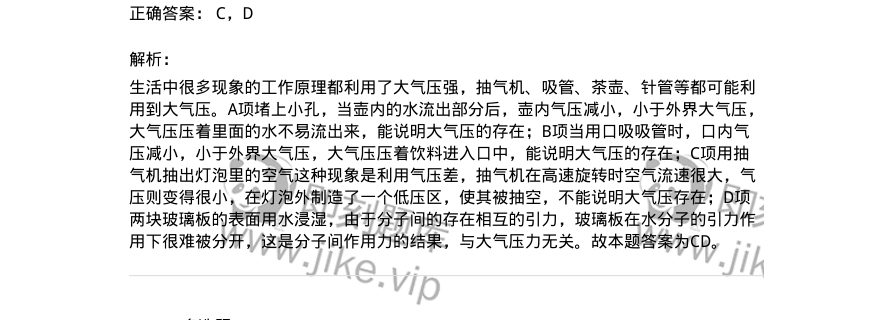 正确答案： C，D
解析：
生活中很多现象的工作原理都利用了大气压强，抽气机、吸管、茶壶、针管等都可能利
用到大气压。A项堵上小孔，当壶内的水流出部分后，壶内气压减小，小于外界大气压，
大气压压着里面的水不易流出来，能说明大气压的存在；B项当用口吸吸管时，口内气
压减小，小于外界大气压，大气压压着饮料进入口中，能说明大气压的存在；C项用抽
气机抽出灯泡里的空气这种现象是利用气压差，抽气机在高速旋转时空气流速很大，气
压则变得很小，在灯泡外制造了一个低压区，使其被抽空，不能说明大气压存在；D项
两块玻璃板的表面用水浸湿，由于分子间的存在相互的引力，玻璃板在水分子的引力作
用下很难被分开，这是分子间作用力的结果，与大气压力无关。故本题答案为CD。
即刻题库
www.jike.vip
即刻
www.jik